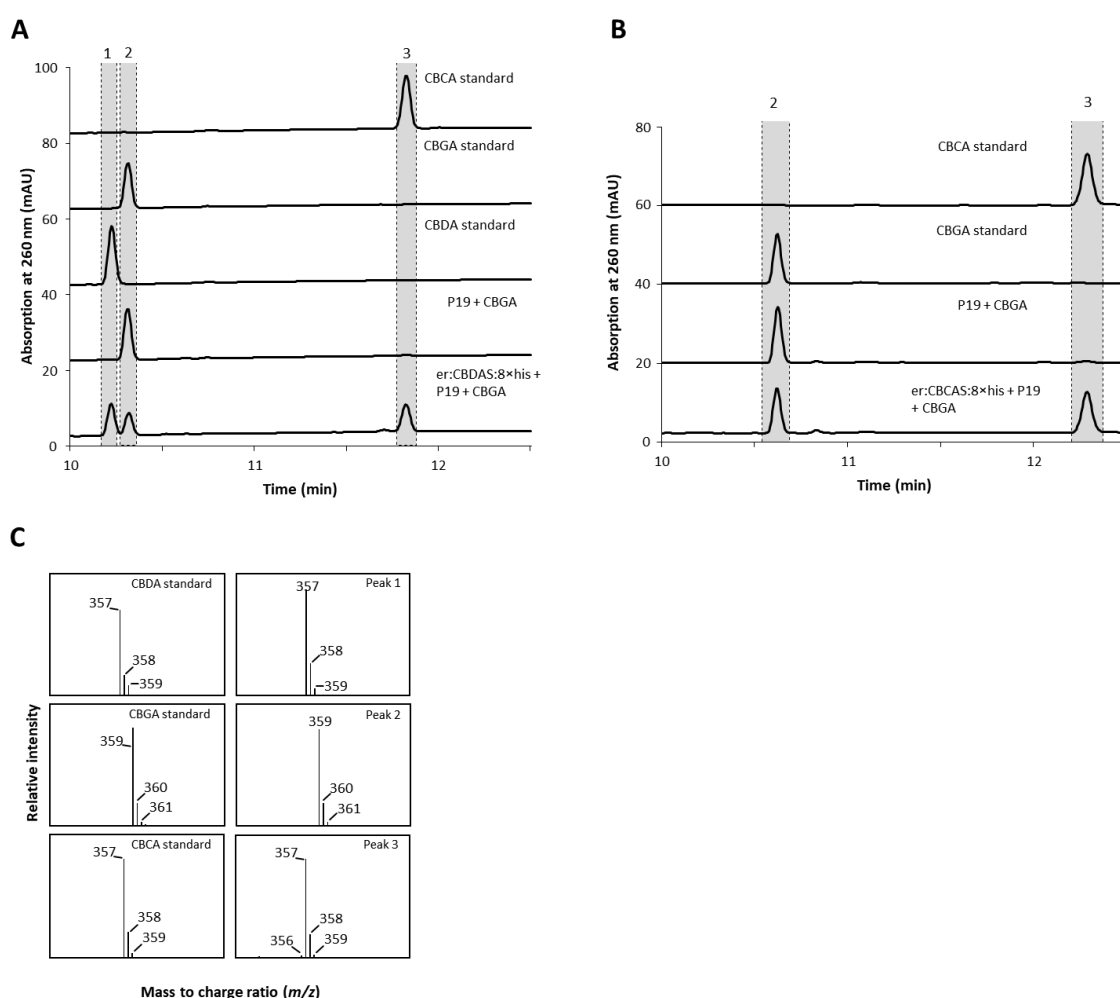 A
1
2
3
100
80
60
40
20
0
CBCA standard
CBGA standard
CBDA standard
P19 + CBGA
er:CBDAS:8×his +
P19 + CBGA
Absorption at 260 nm (mAU)
10
11
12
Time (min)
B
2
3
80
60
40
20
0
CBCA standard
CBGA standard
P19 + CBGA
er:CBCAS:8×his + P19
+ CBGA
Absorption at 260 nm (mAU)
10
11
12
Time (min)
C
CBDA standard
357
358
359
Peak 1
357
358
359
CBGA standard
359
360
361
Peak 2
359
360
361
CBCA standard
357
358
359
Peak 3
357
358
356
359
Relative intensity
Mass to charge ratio (m/z)